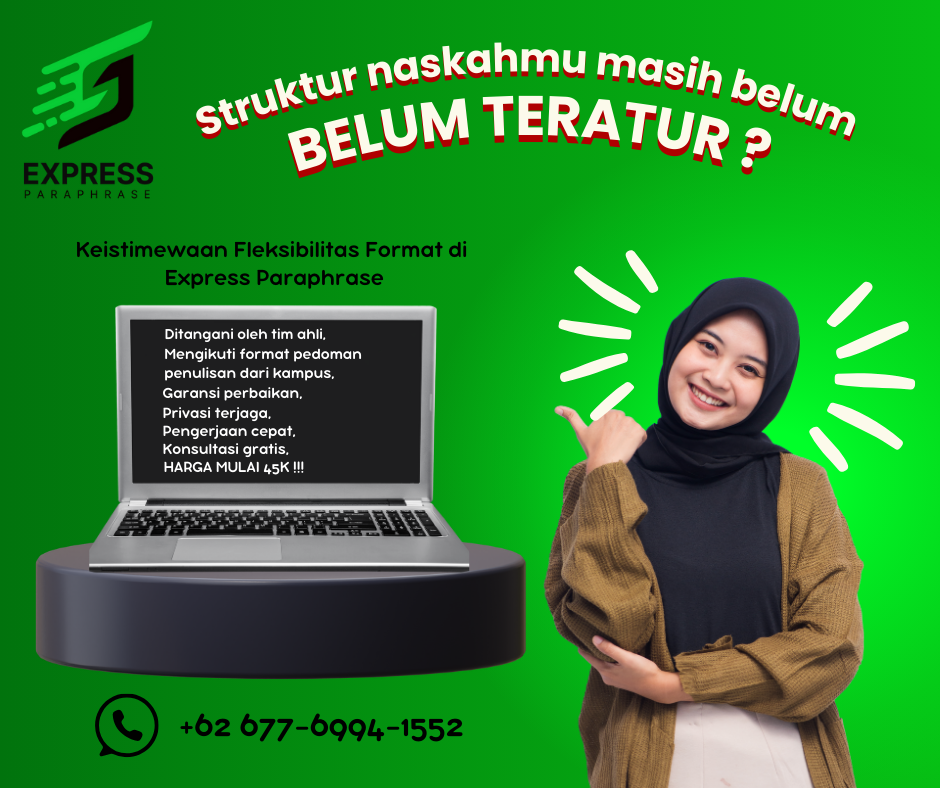 EXPRESS
PARAPHRASE
Struktur naskahmu masih belum
BELUM TERATUR ?
Keistimewaan Fleksibilitas Format di
Express Paraphrase
Ditangani oleh tim ahli,
Mengikuti format pedoman
penulisan dari kampus,
Garansi perbaikan,
Privasi terjaga,
Pengerjaan cepat,
Konsultasi gratis,
HARGA MULAI 45K !!!
+62 677-6994-1552